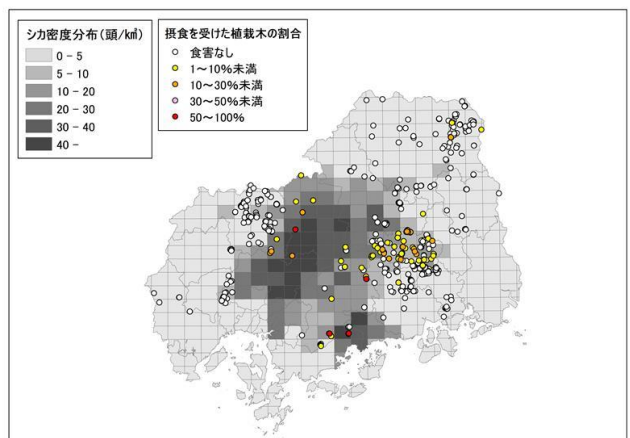 シカ密度分布(頭/㎢)
0 - 5
5 - 10
10 - 20
20 - 30
30 - 40
40 -
摂食を受けた植栽木の割合
食害なし
1～10%未満
10～30%未満
30～50%未満
50～100%